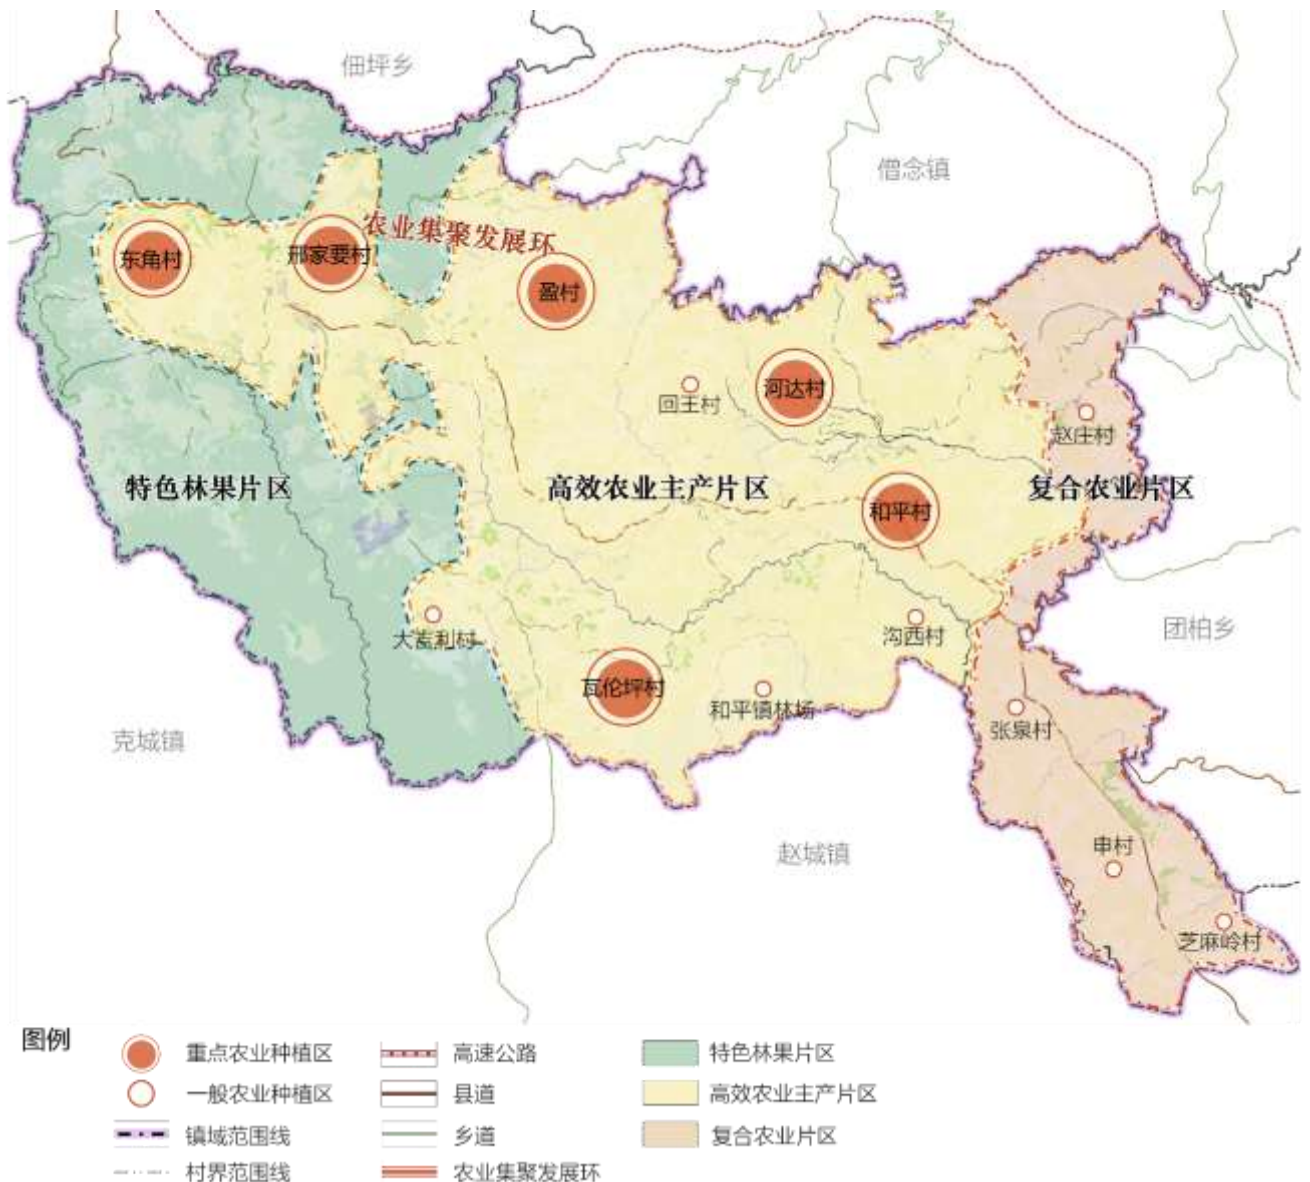 佃坪乡
僧念镇
农业集聚发展环
东角村
邢家要村
盈村
回王村
河达村
赵庄村
特色林果片区
高效农业主产片区
复合农业片区
和平村
大䢺利村
沟西村
团柏乡
瓦伦坪村
和平镇林场
张泉村
克城镇
赵城镇
申村
芝麻岭村
图例
重点农业种植区
高速公路
特色林果片区
一般农业种植区
县道
高效农业主产片区
镇域范围线
乡道
复合农业片区
村界范围线
农业集聚发展环